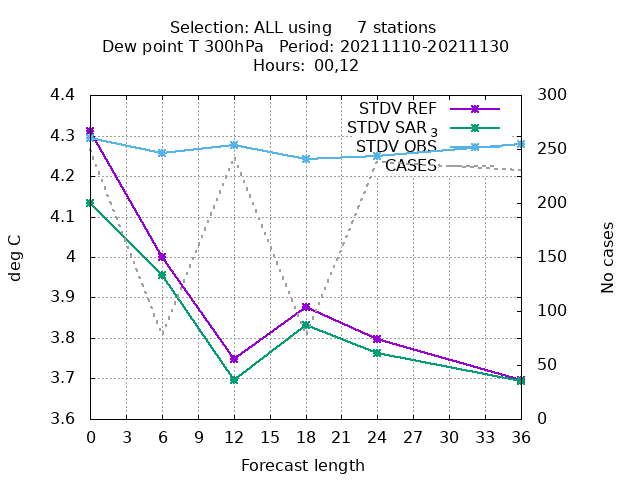 Selection: ALL using 7 stations
Dew point T 300hPa Period: 20211110-20211130
Hours: 00,12
STDV REF
STDV SAR 3
STDV OBS
CASES
deg C
No cases
4.4
4.3
4.2
4.1
4
3.9
3.8
3.7
3.6
300
250
200
150
100
50
0
0 3 6 9 12 15 18 21 24 27 30 33 36
Forecast length